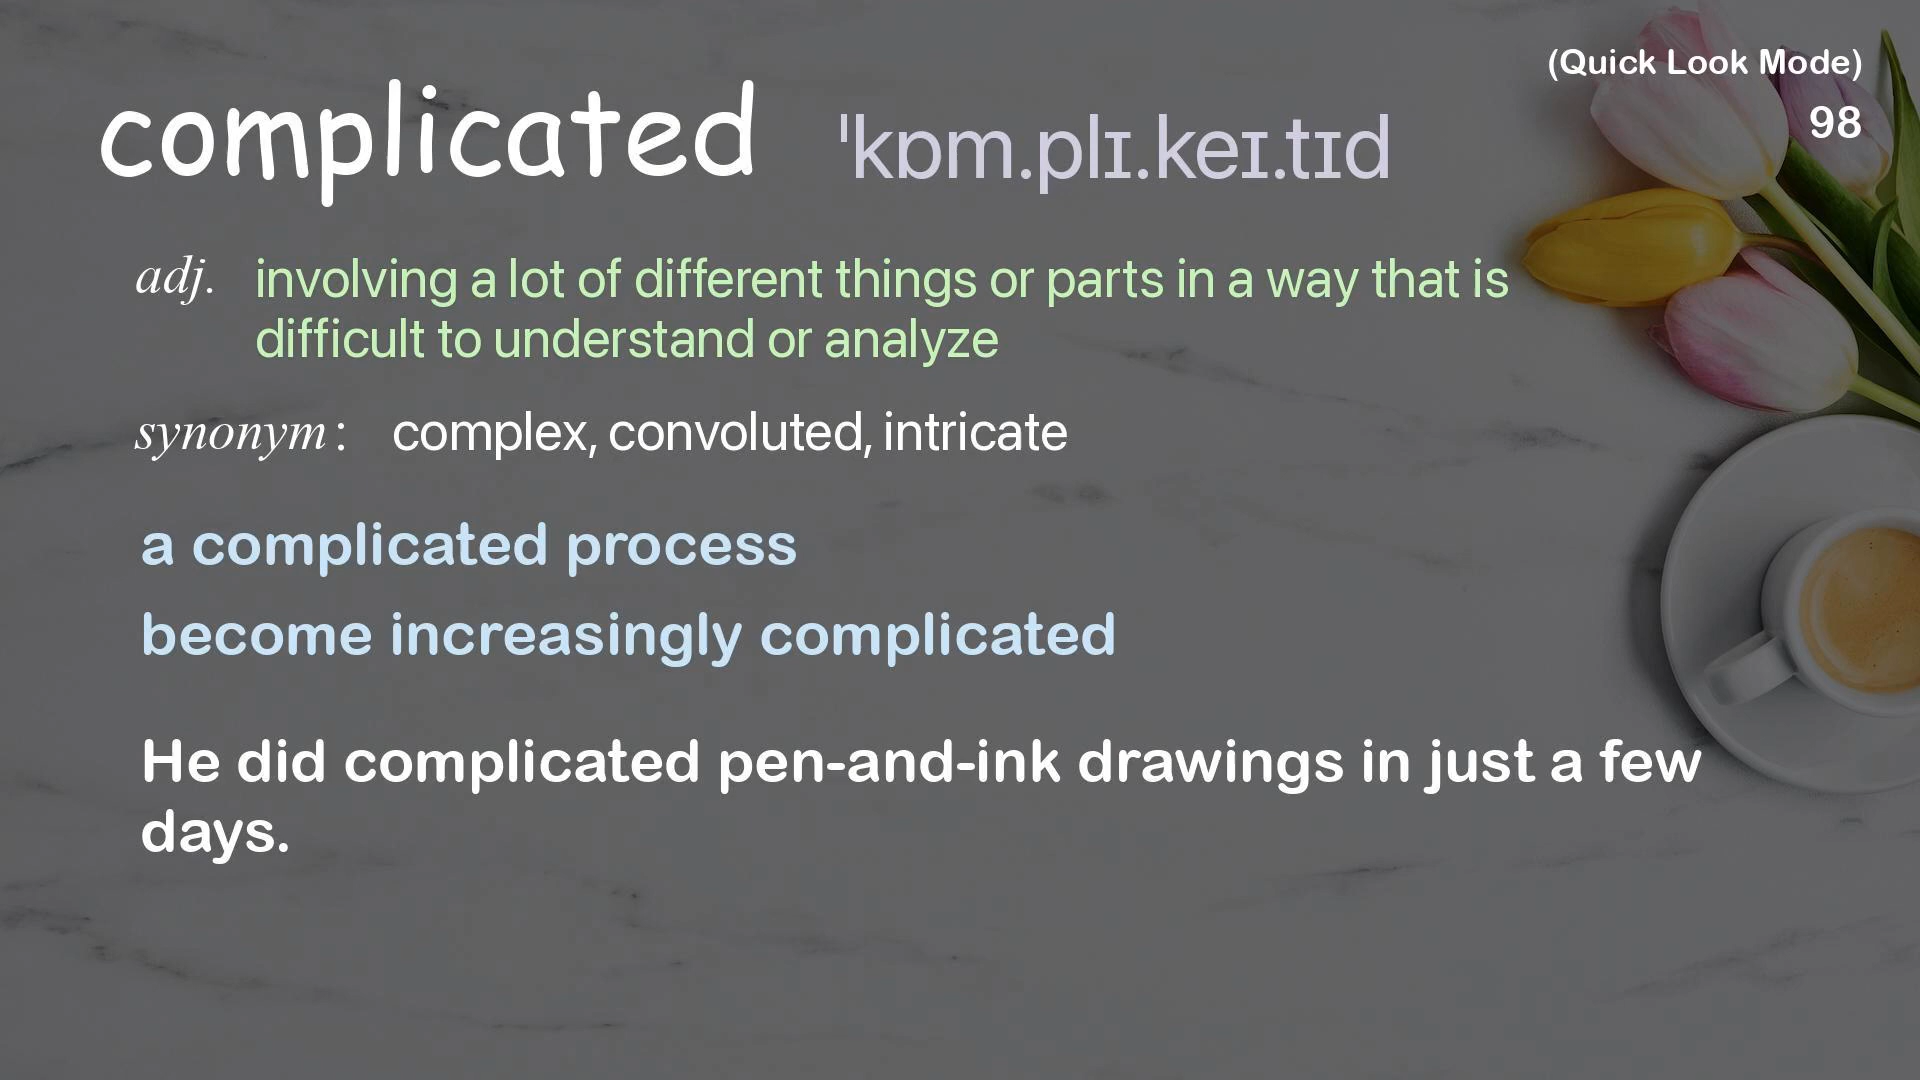 (Quick Look Mode)
98
complicated ˈkɒm.plɪ.keɪ.tɪd
adj. involving a lot of different things or parts in a way that is
difficult to understand or analyze
synonym: complex, convoluted, intricate
a complicated process
become increasingly complicated
He did complicated pen-and-ink drawings in just a few
days.